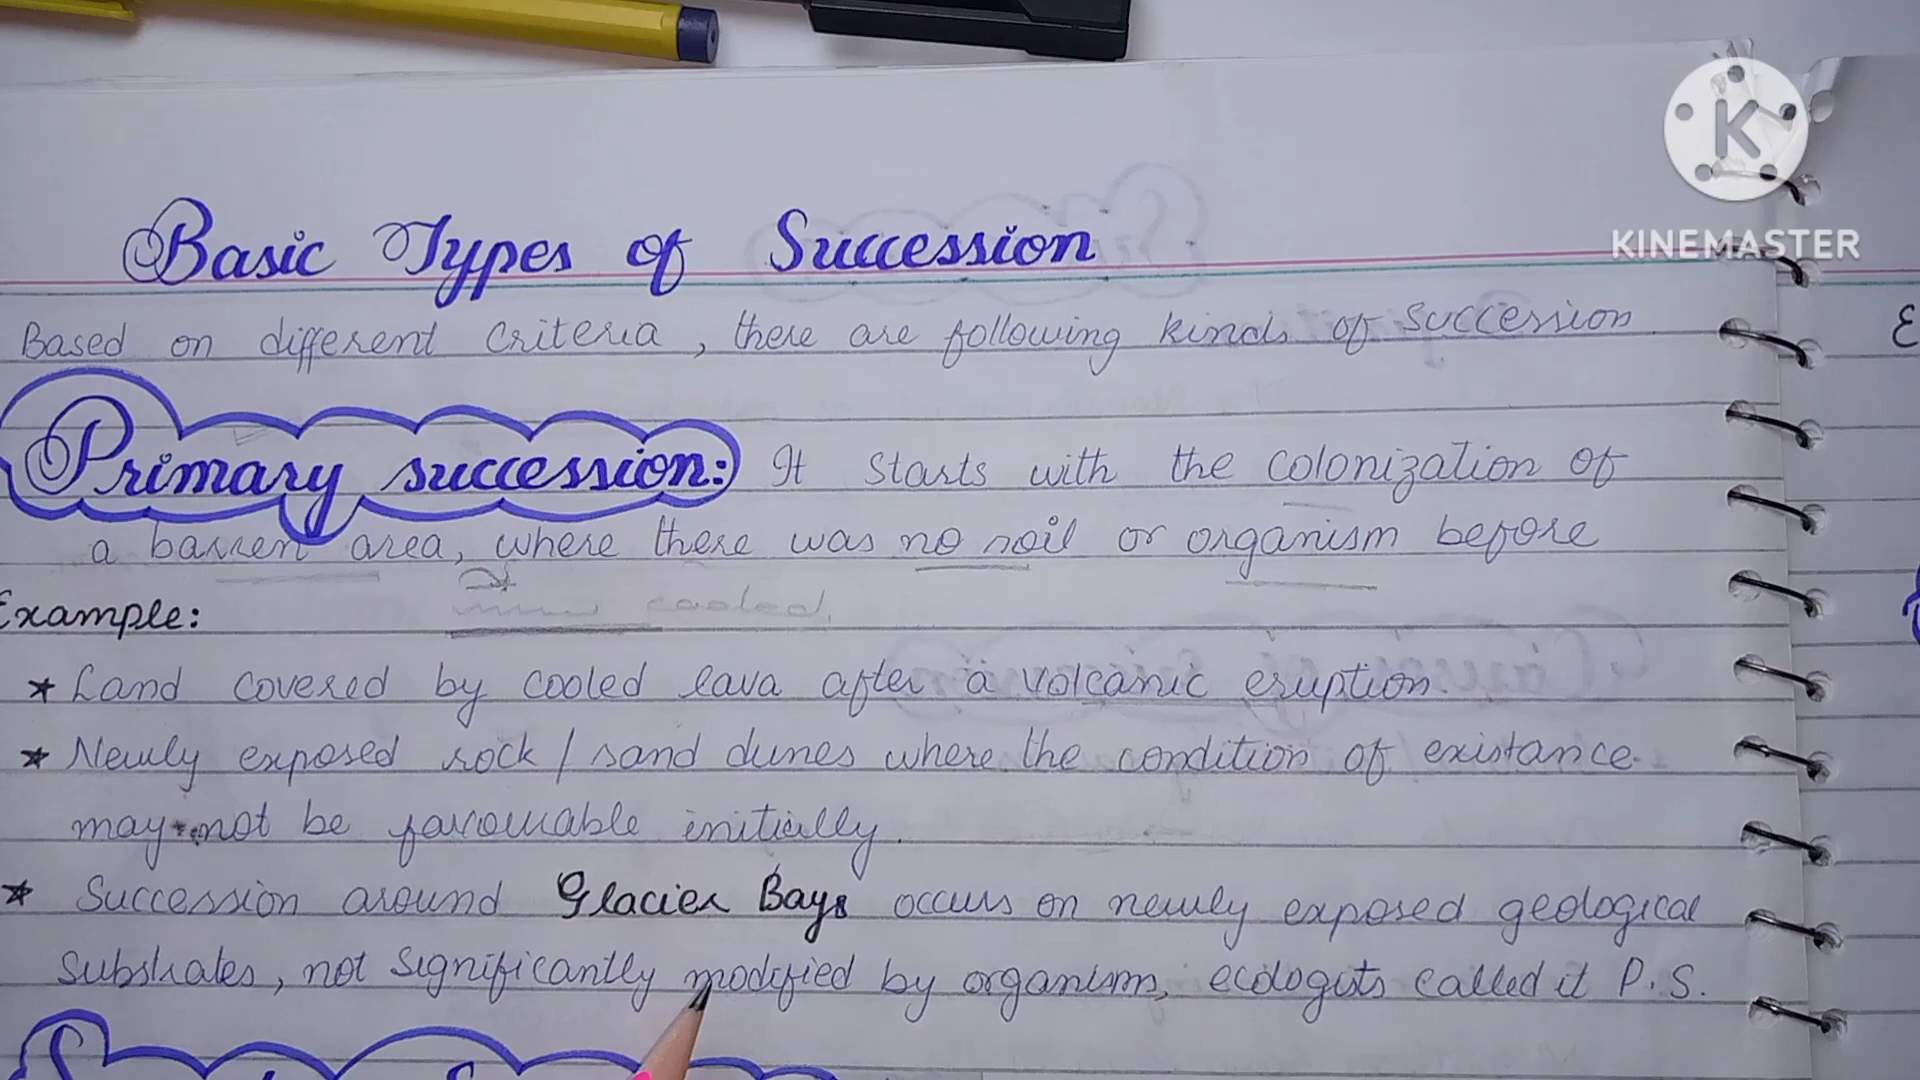 KINEMASTER
Basic Types of Succession
Based on different criteria, there are following kinds of succession
Primary succession: It starts with the colonization of
a barren area, where there was no soil or organism before
cooled
Example:
* Land covered by cooled lava after a volcanic eruption.
* Newly exposed rock / sand dunes where the condition of existance
may not be favouuable initially.
* Succession around Glacier Bays occurs on newly exposed geological
substrates, not significantly modified by organism, ecologists called it P.S.